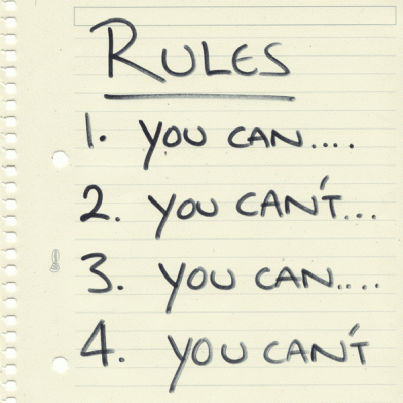 RULES
1. YOU CAN....
2. YOU CAN'T...
3. YOU CAN....
4. YOU CAN'T